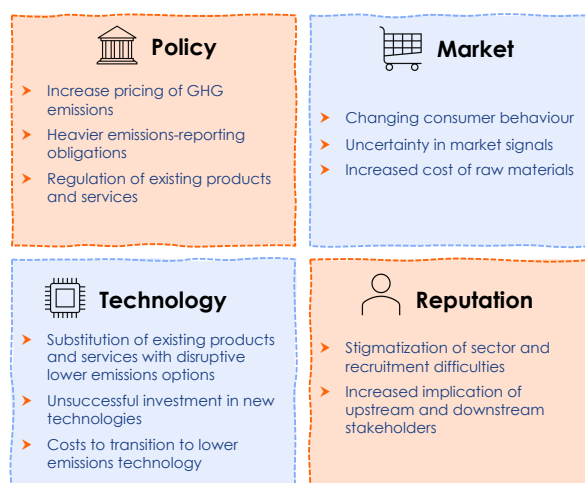 Policy
Increase pricing of GHG
emissions
Heavier emissions-reporting
obligations
Regulation of existing products
and services
Market
Changing consumer behaviour
Uncertainty in market signals
Increased cost of raw materials
Technology
Substitution of existing products
and services with disruptive
lower emissions options
Unsuccessful investment in new
technologies
Costs to transition to lower
emissions technology
Reputation
Stigmatization of sector and
recruitment difficulties
Increased implication of
upstream and downstream
stakeholders